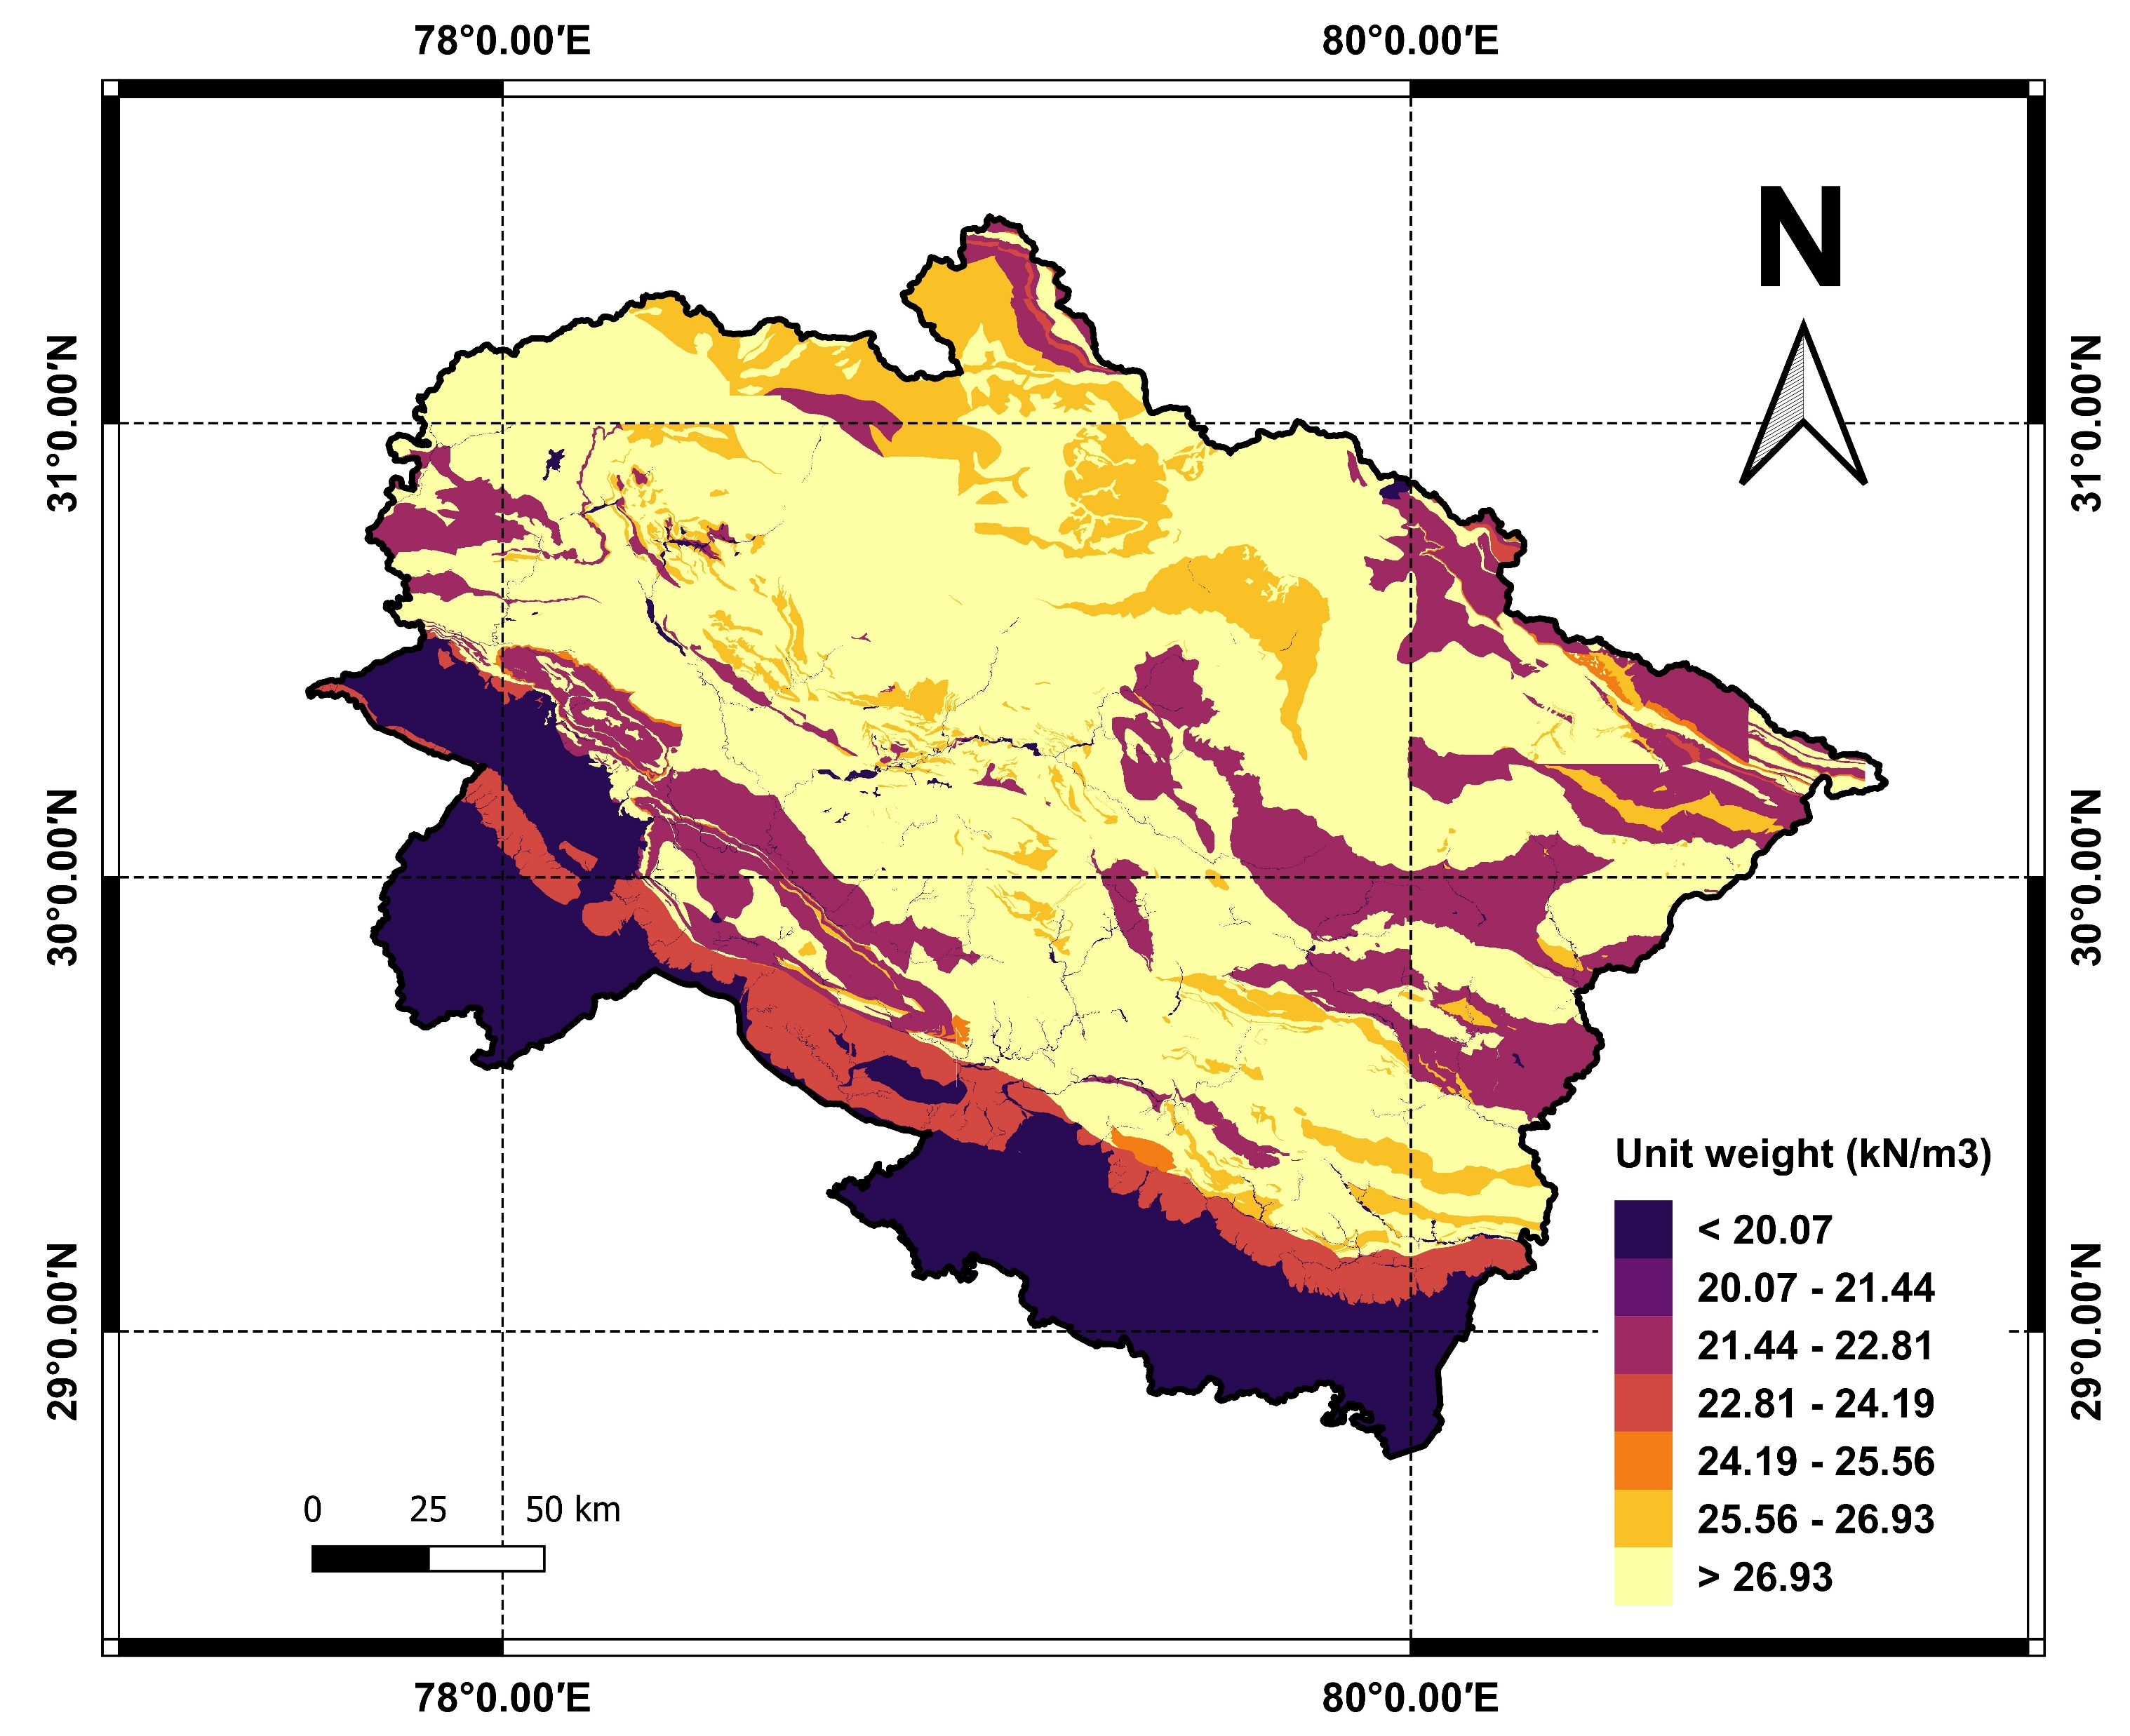 78°0.00′E 80°0.00′E
N
31°0.00′N 31°0.00′N
30°0.00′N 30°0.00′N
29°0.00′N 29°0.00′N
Unit weight (kN/m3)
< 20.07
20.07 - 21.44
21.44 - 22.81
22.81 - 24.19
24.19 - 25.56
25.56 - 26.93
> 26.93
0 25 50 km
78°0.00′E 80°0.00′E